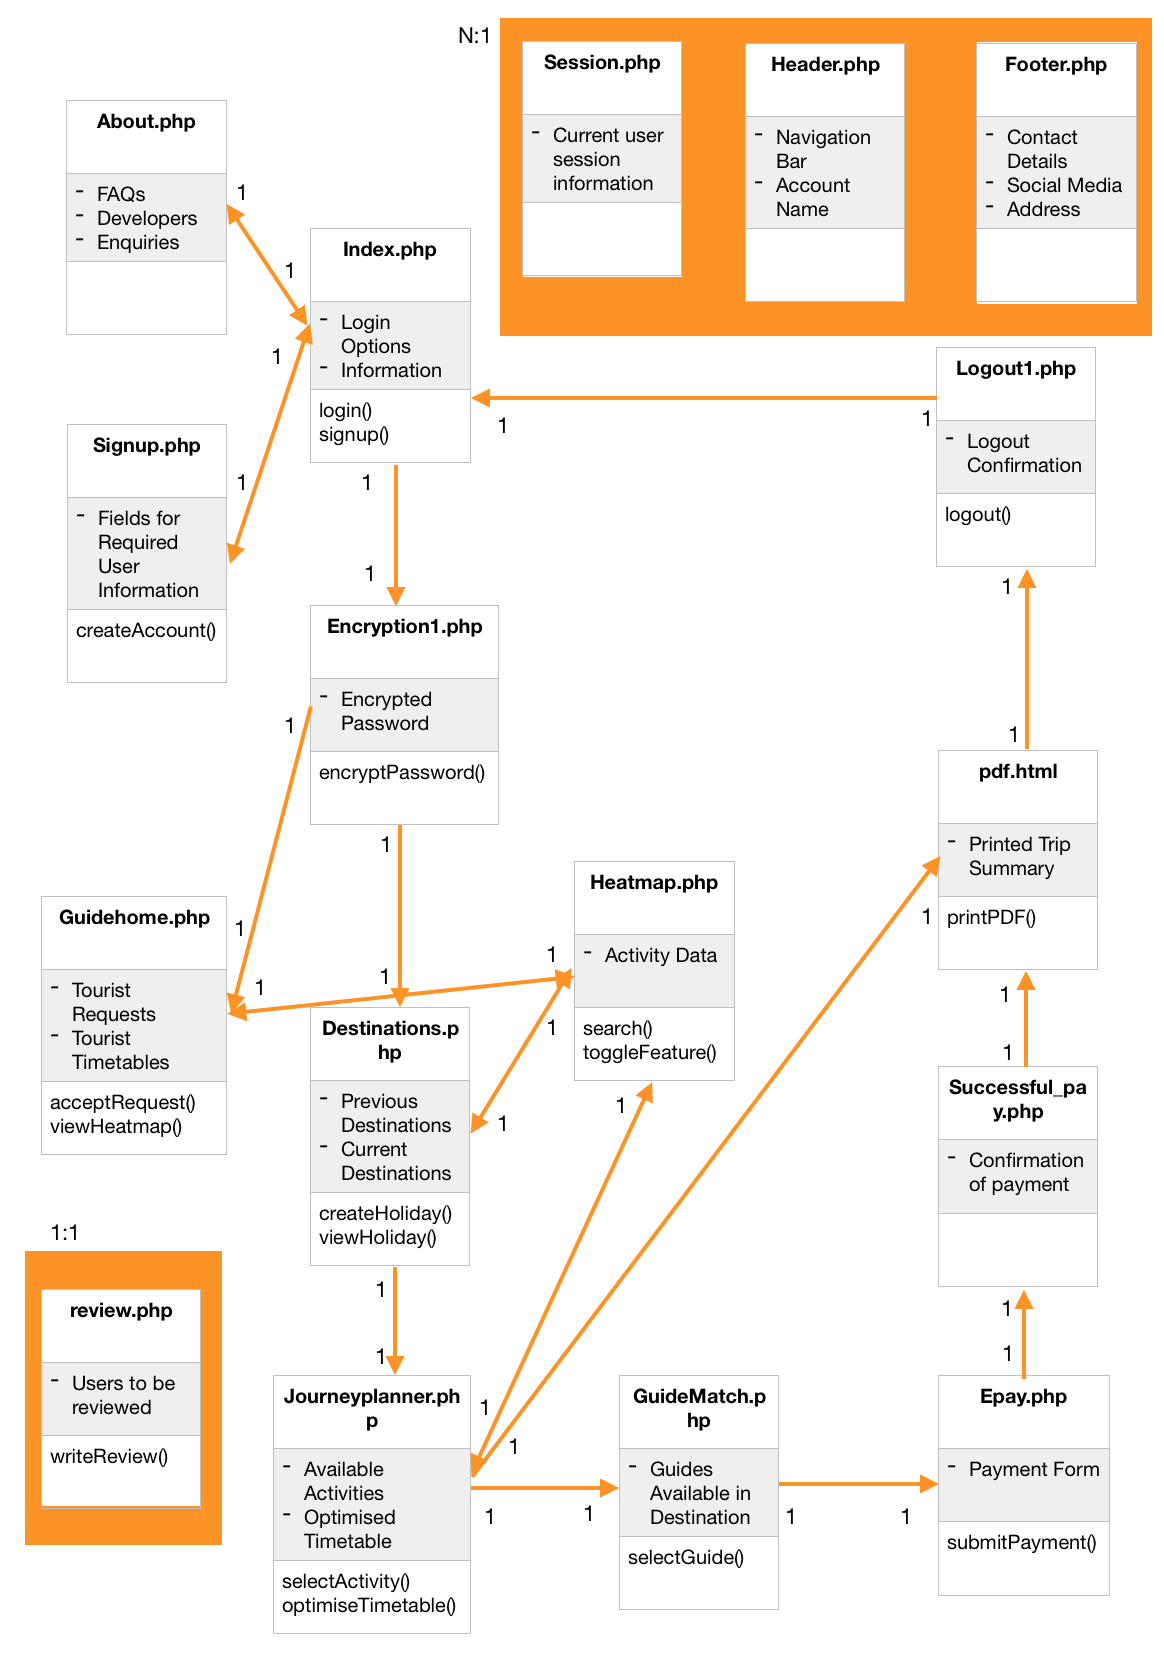 N:1
Session.php
- Current user
session
information
Header.php
- Navigation
Bar
- Account
Name
Footer.php
- Contact
Details
- Social Media
- Address
About.php
- FAQs
- Developers
- Enquiries
1
1
Index.php
- Login
Options
- Information
login()
signup()
1
1
Signup.php
- Fields for
Required
User
Information
createAccount()
1
1
Logout1.php
- Logout
Confirmation
logout()
1
1
Encryption1.php
- Encrypted
Password
encryptPassword()
1
1
1
1
1
1
pdf.html
- Printed Trip
Summary
printPDF()
1
1
1
Guidehome.php
- Tourist
Requests
- Tourist
Timetables
acceptRequest()
viewHeatmap()
1
1
Heatmap.php
- Activity Data
search()
toggleFeature()
1
1
1
Destinations.p
hp
- Previous
Destinations
- Current
Destinations
createHoliday()
viewHoliday()
1
1
Successful_pa
y.php
- Confirmation
of payment
1
1
1:1
review.php
- Users to be
reviewed
writeReview()
Journeyplanner.ph
p
- Available
Activities
- Optimised
Timetable
selectActivity()
optimiseTimetable()
1
1
1
1
GuideMatch.p
hp
- Guides
Available in
Destination
selectGuide()
1
1
Epay.php
- Payment Form
submitPayment()